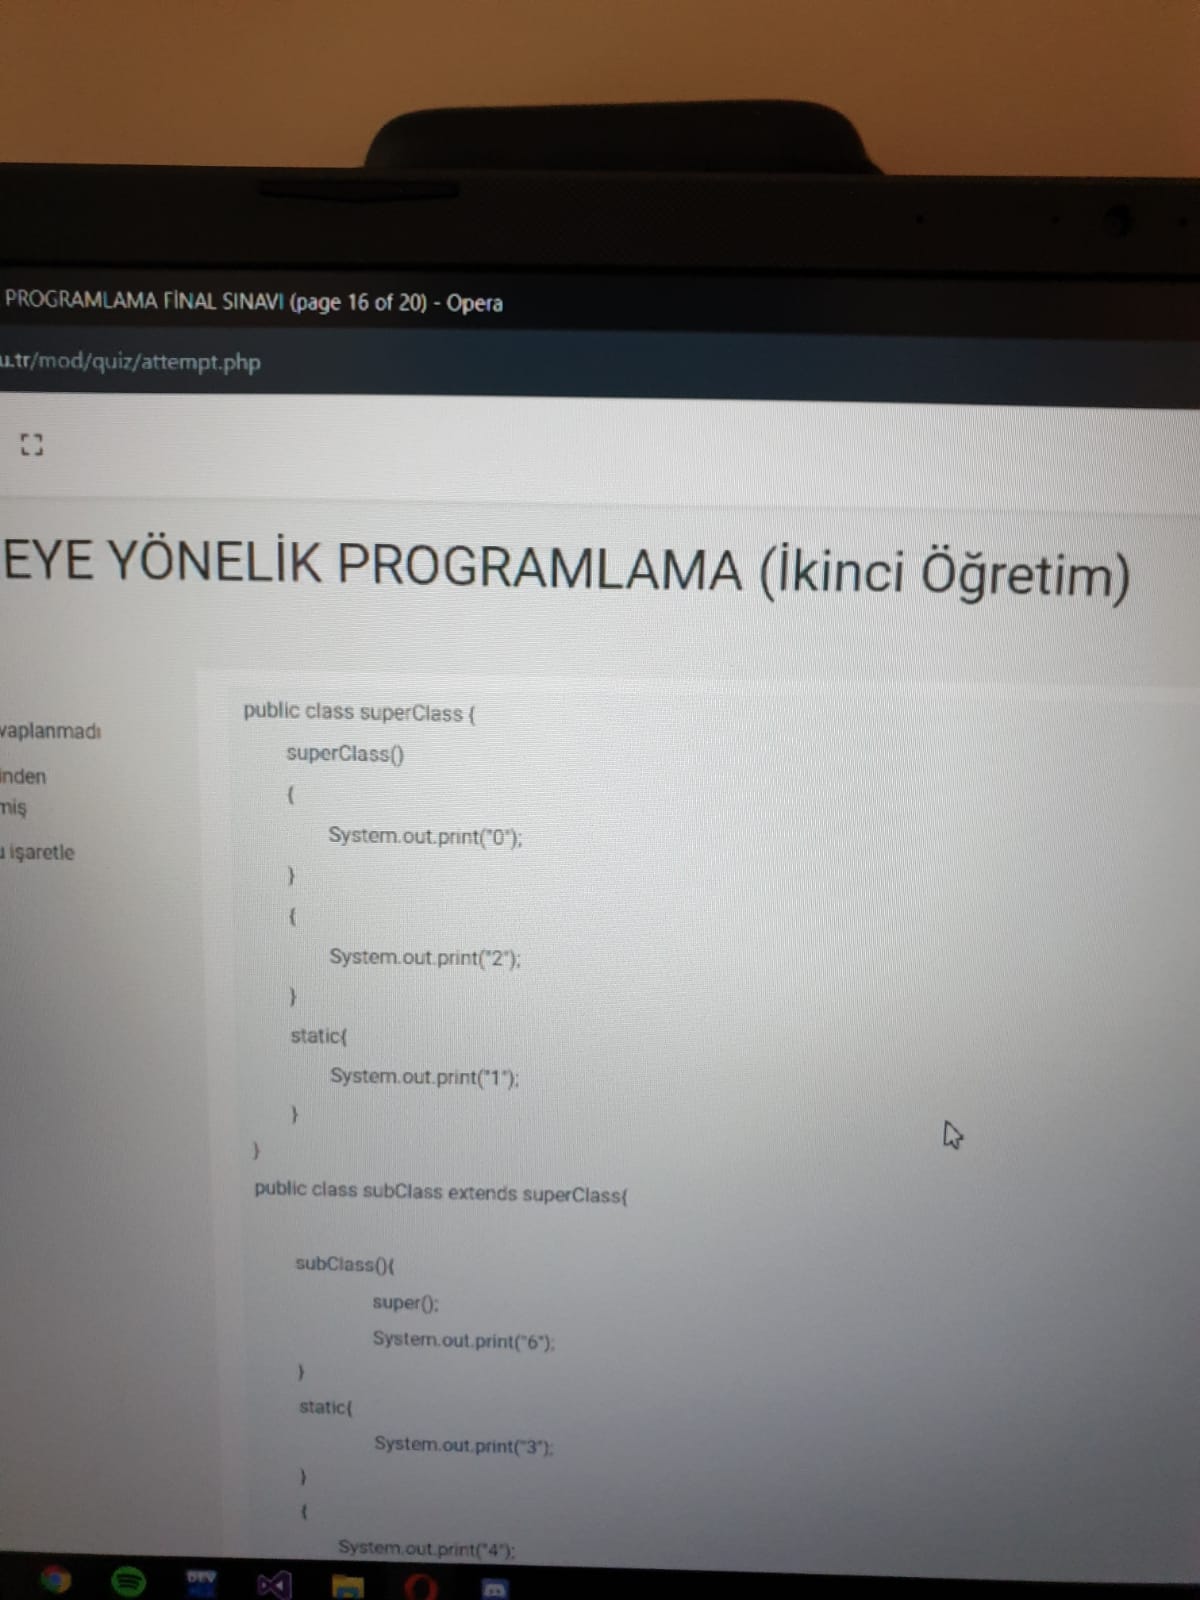 PROGRAMLAMA FİNAL SINAVI (page 16 of 20) - Opera
u.tr/mod/quiz/attempt.php
EYE YÖNELİK PROGRAMLAMA (İkinci Öğretim)
vaplanmadı
inden
miş
u işaretle
public class superClass {
superClass()
{
System.out.print("0");
}
{
System.out.print("2");
}
static{
System.out.print("1");
}
}
public class subClass extends superClass{
subClass(){
super();
System.out.print("6");
}
static{
System.out.print("3");
}
{
System.out.print("4");
DEV